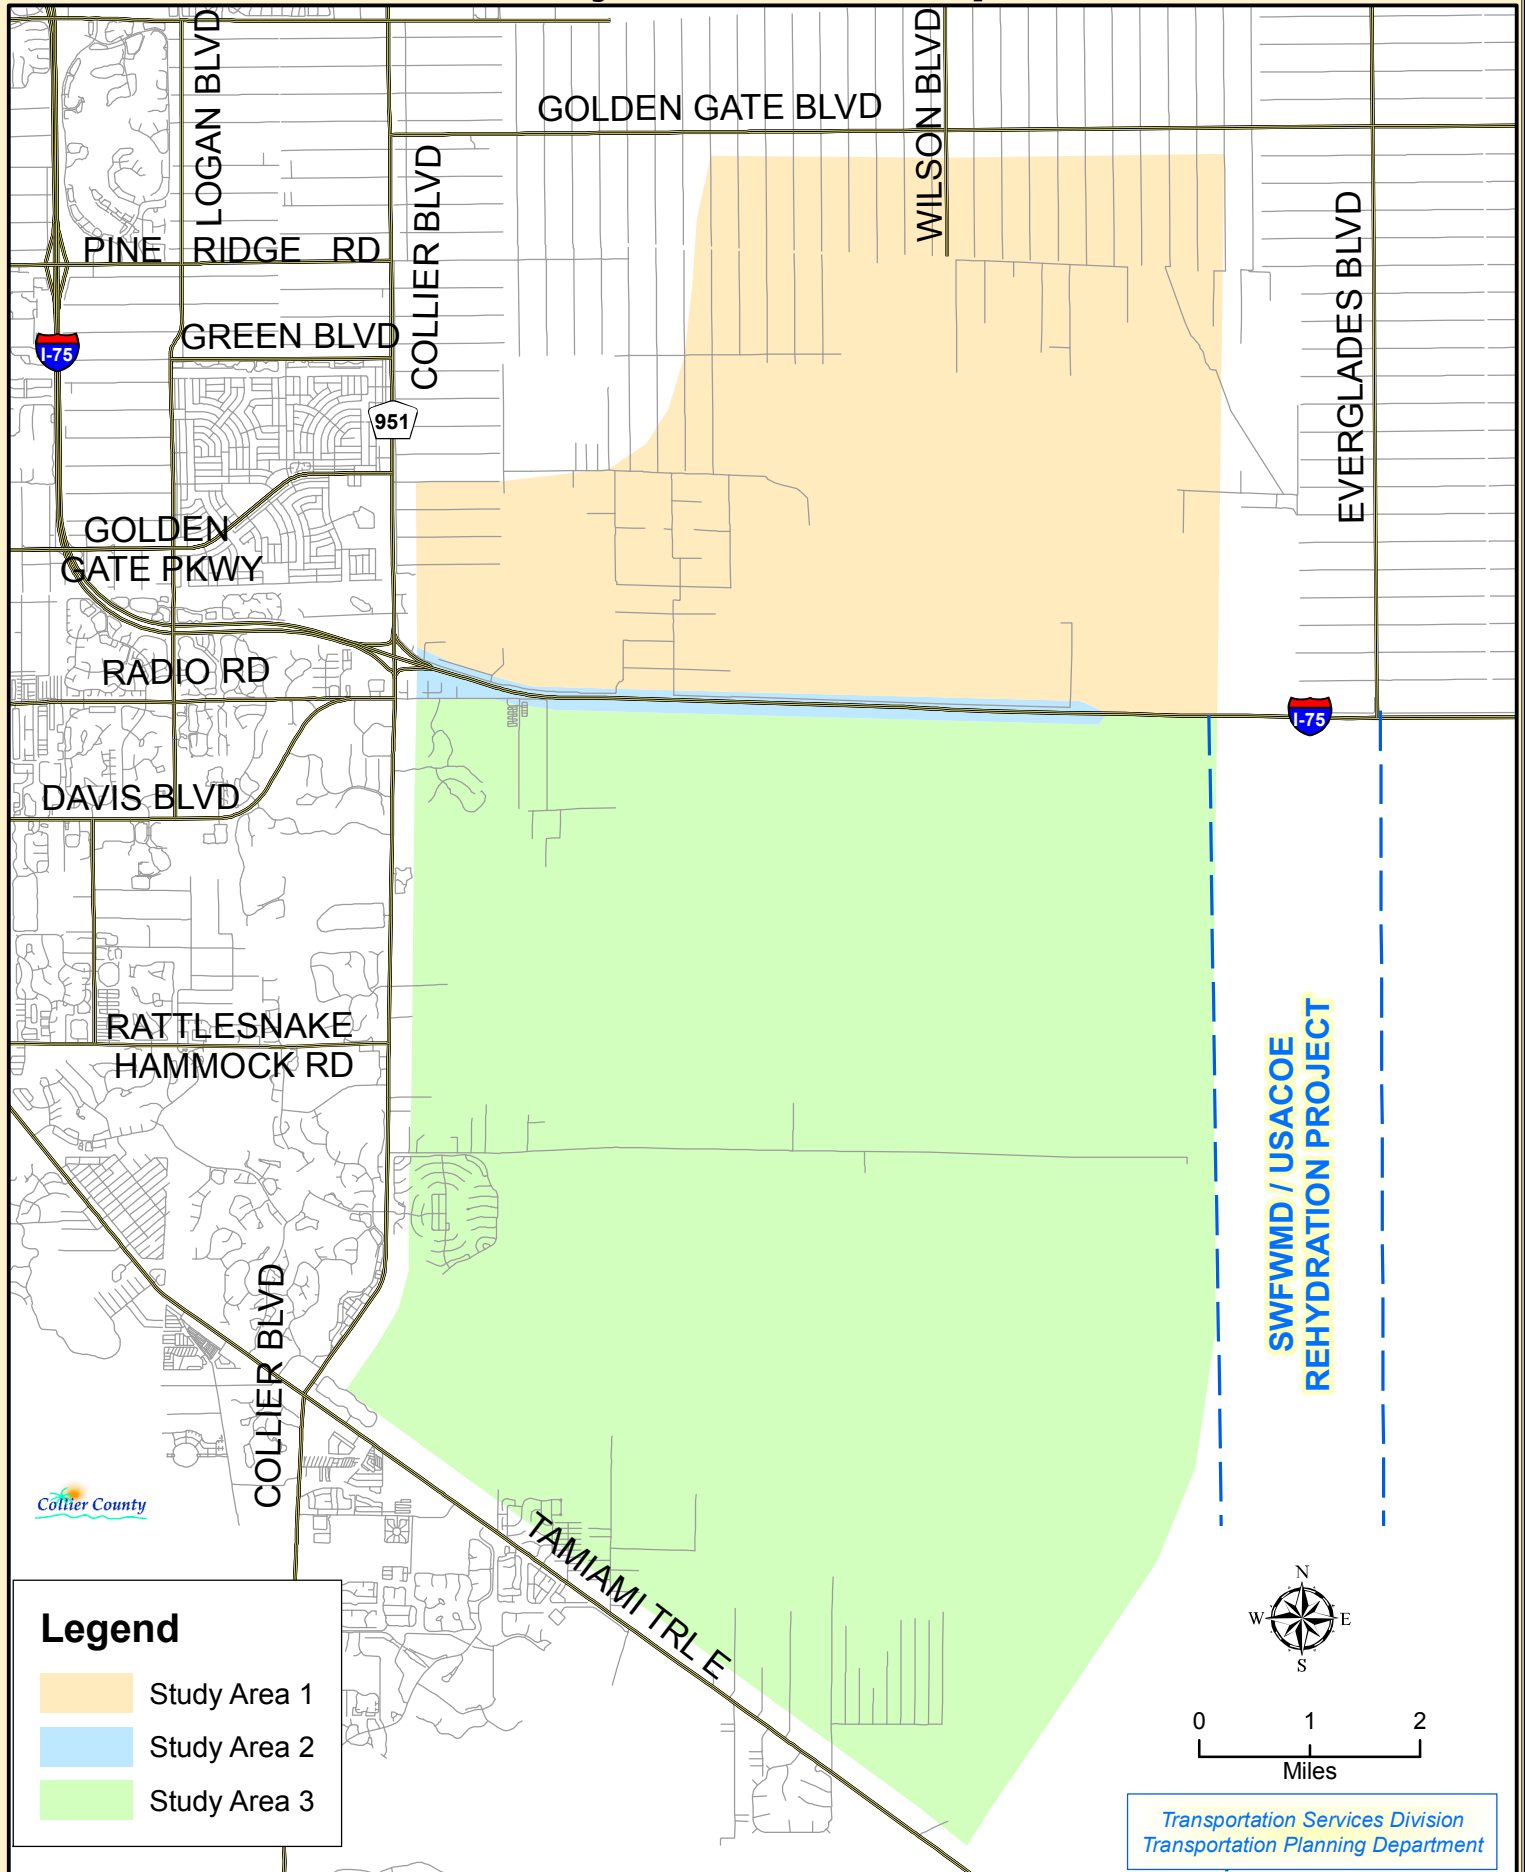 LOGAN BLVD
WILSON BLVD
GOLDEN GATE BLVD
COLLIER BLVD
PINE RIDGE RD
EVERGLADES BLVD
GREEN BLVD
I-75
951
GOLDEN
GATE PKWY
RADIO RD
I-75
DAVIS BLVD
RATTLESNAKE
HAMMOCK RD
SWFWMD / USACOE
REHYDRATION PROJECT
COLLIER BLVD
Collier County
TAMIAMI TRL E
N
W
E
S
Legend
Study Area 1
Study Area 2
Study Area 3
0 1 2
Miles
Transportation Services Division
Transportation Planning Department